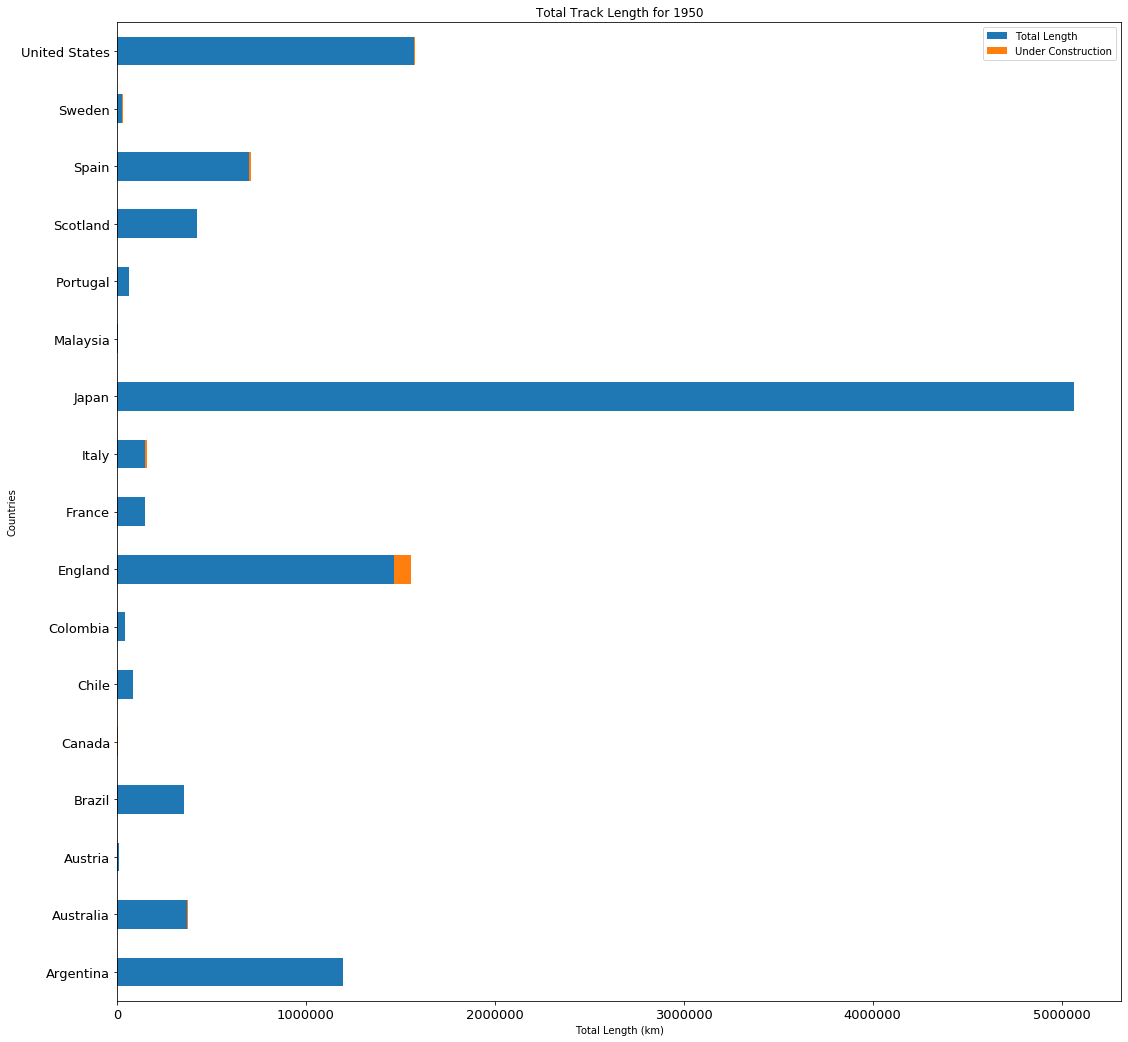 Total Track Length for 1950
Total Length
Under Construction
United States
Sweden
Spain
Scotland
Portugal
Malaysia
Japan
Italy
France
England
Colombia
Chile
Canada
Brazil
Austria
Australia
Argentina
Countries
0 1000000 2000000 3000000 4000000 5000000
Total Length (km)